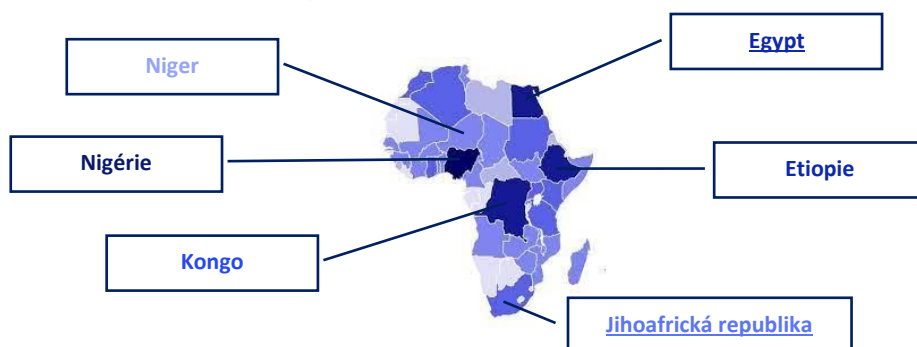 Egypt
Niger
Nigérie
Etiopie
Kongo
Jihoafrická republika